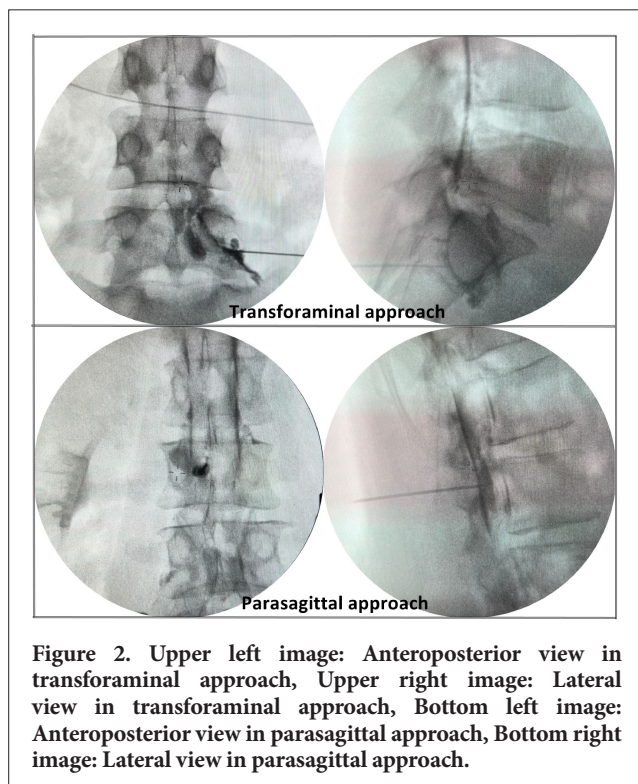 Transforaminal approach
Parasagittal approach
Figure 2. Upper left image: Anteroposterior view in
transforaminal approach, Upper right image: Lateral
view in transforaminal approach, Bottom left image:
Anteroposterior view in parasagittal approach, Bottom right
image: Lateral view in parasagittal approach.